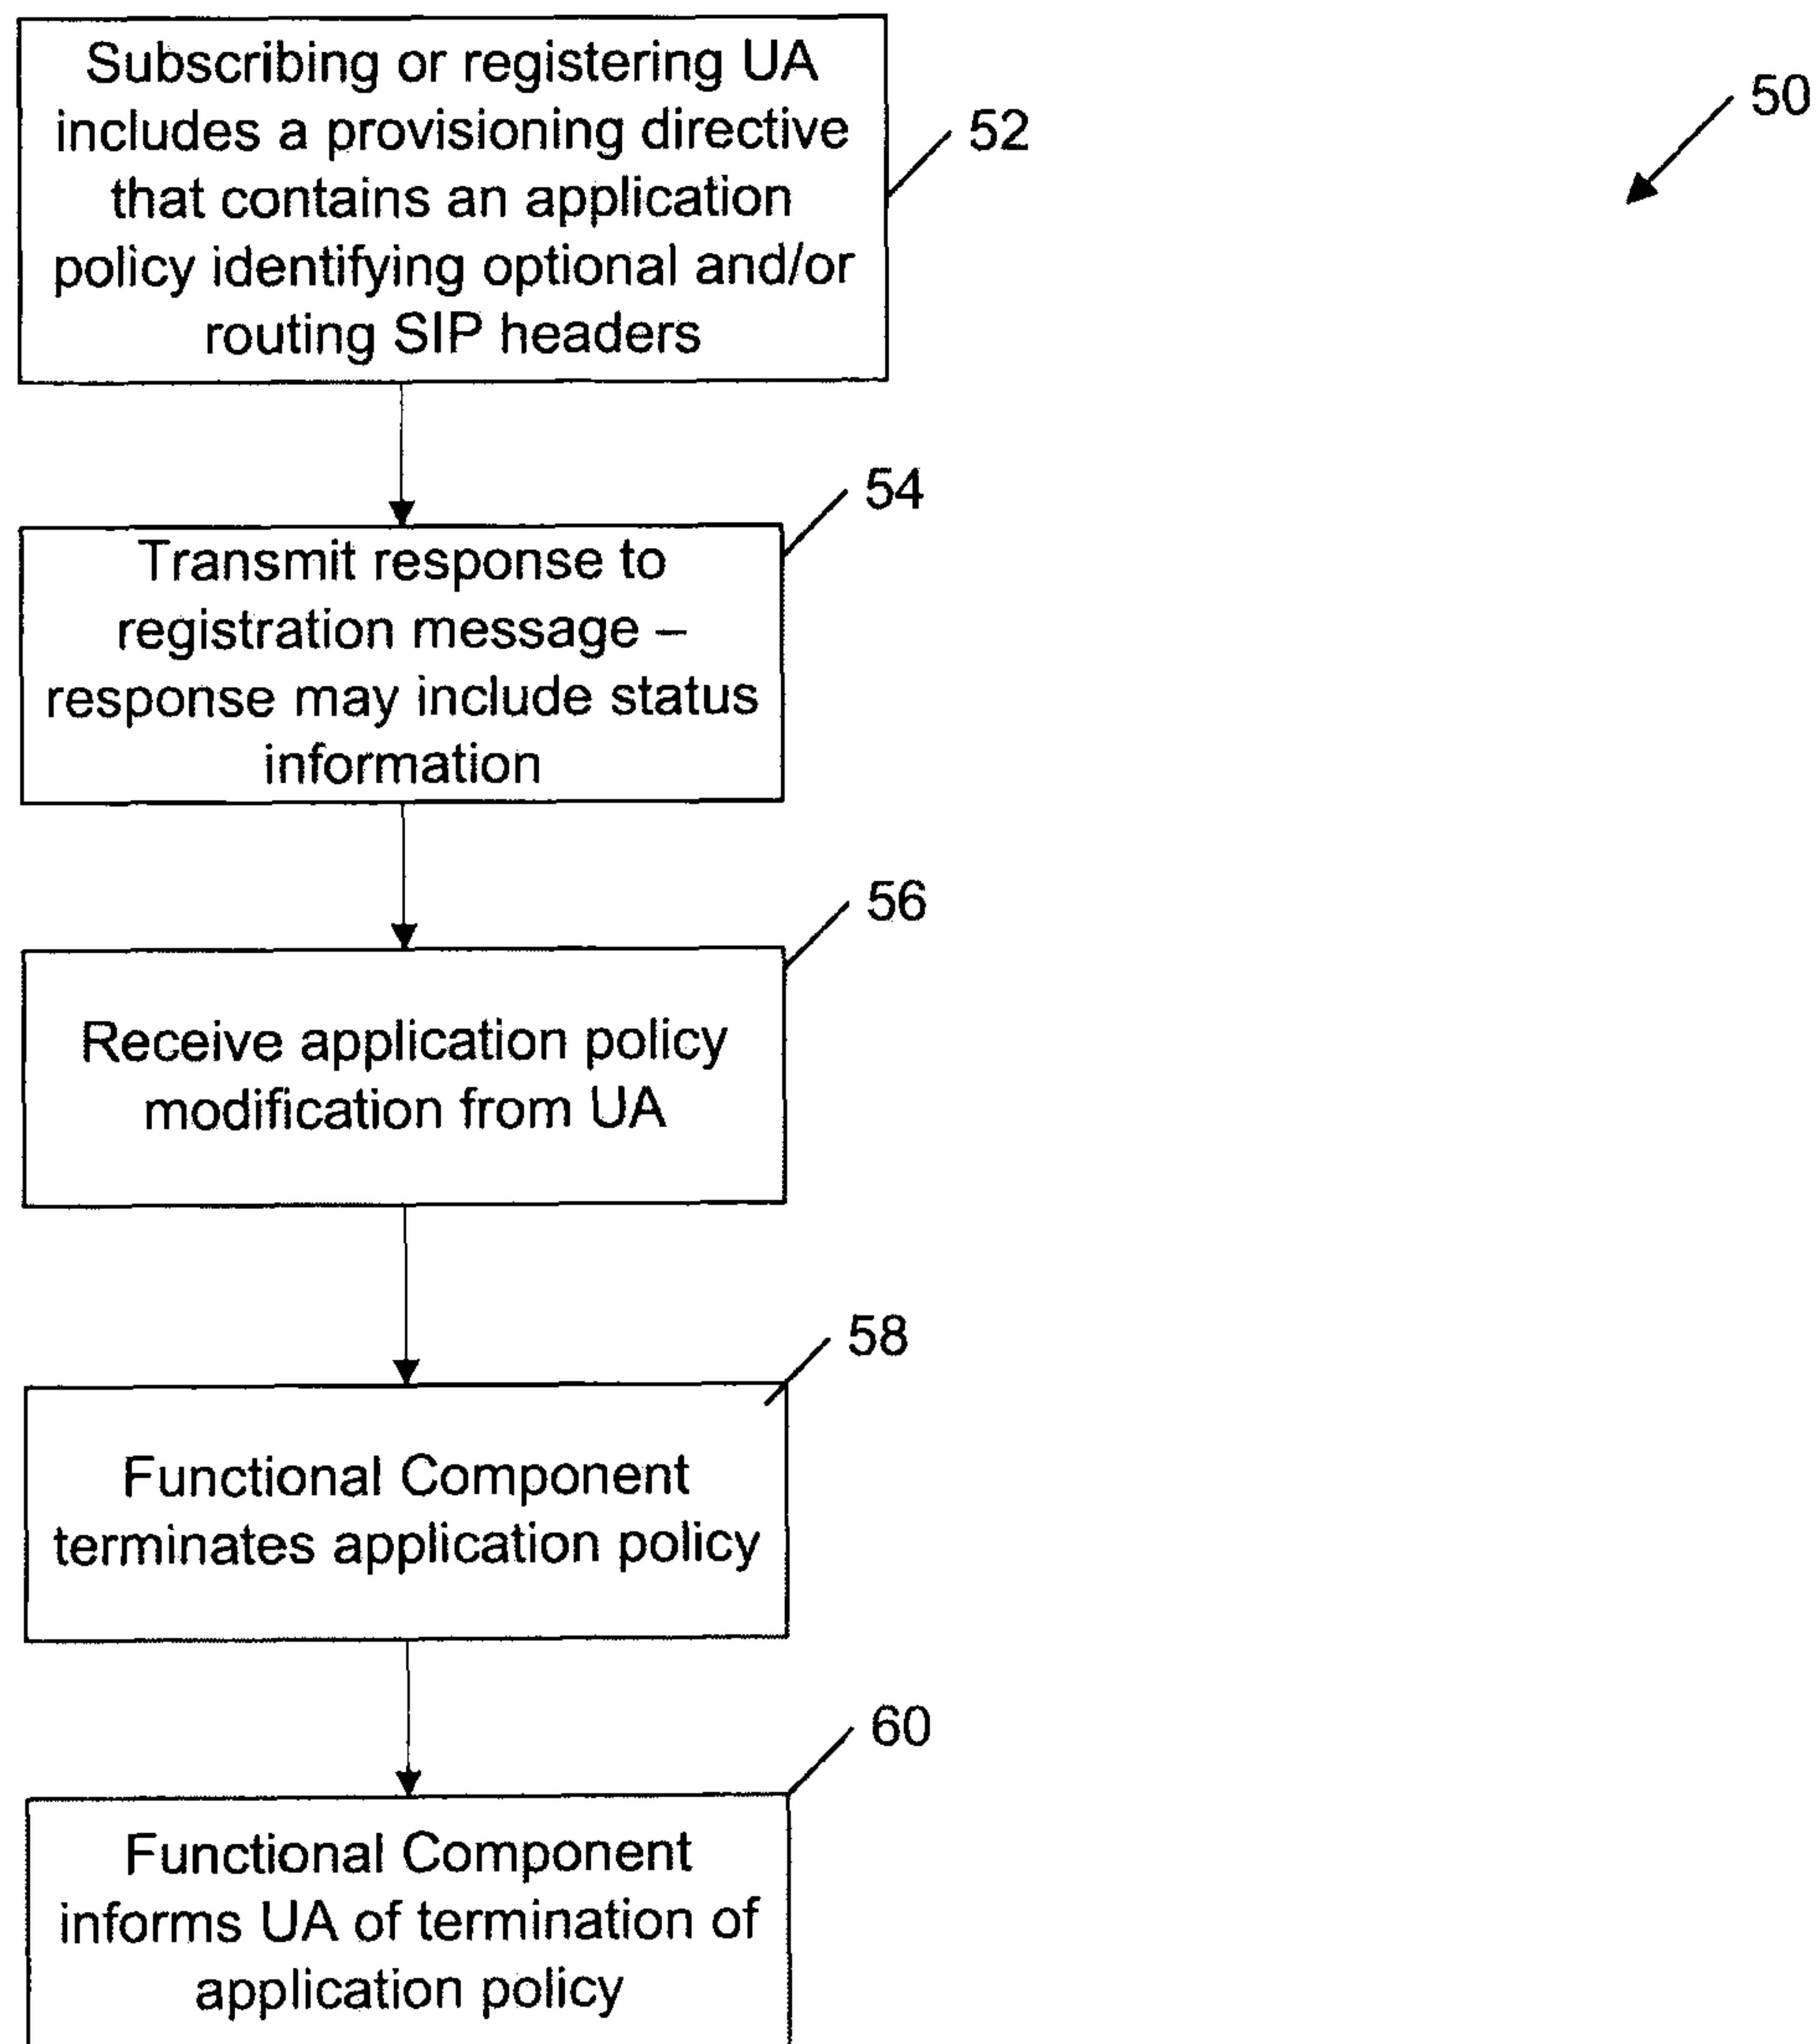 Subscribing or registering UA
includes a provisioning directive
that contains an application
policy identifying optional and/or
routing SIP headers
52
50
Transmit response to
registration message –
response may include status
information
54
Receive application policy
modification from UA
56
Functional Component
terminates application policy
58
Functional Component
informs UA of termination of
application policy
60